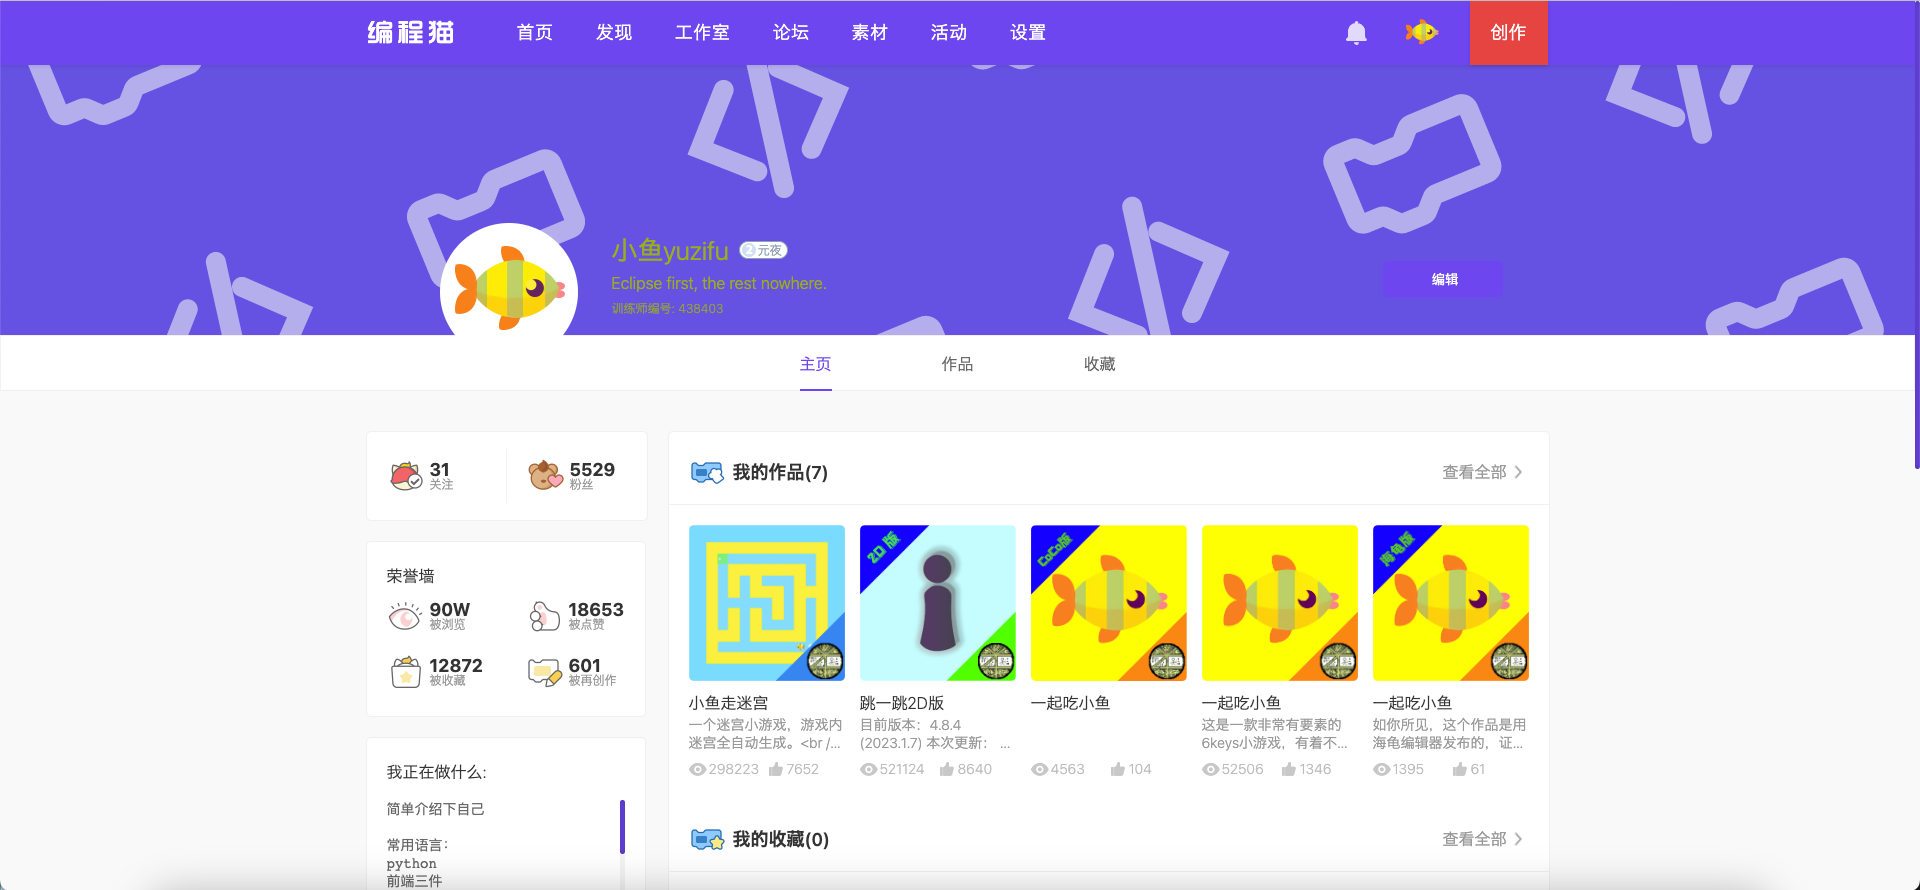 编程猫 首页 发现 工作室 论坛 素材 活动 设置 创作
小鱼yuzifu 2 元夜
Eclipse first, the rest nowhere.
训练师编号: 438403
编辑
主页 作品 收藏
31
关注
5529
粉丝
荣誉墙
90W
被浏览
18653
被点赞
12872
被收藏
601
被再创作
我正在做什么:
简单介绍下自己
常用语言：
python
前端三件
我的作品(7) 查看全部
2D 版
CoCo版
海龟版
小鱼走迷宫
一个迷宫小游戏，游戏内
迷宫全自动生成。<br /...
298223 7652
跳一跳2D版
目前版本：4.8.4
(2023.1.7) 本次更新： ...
521124 8640
一起吃小鱼
4563 104
一起吃小鱼
这是一款非常有要素的
6keys小游戏，有着不...
52506 1346
一起吃小鱼
如你所见，这个作品是用
海龟编辑器发布的，证...
1395 61
我的收藏(0) 查看全部